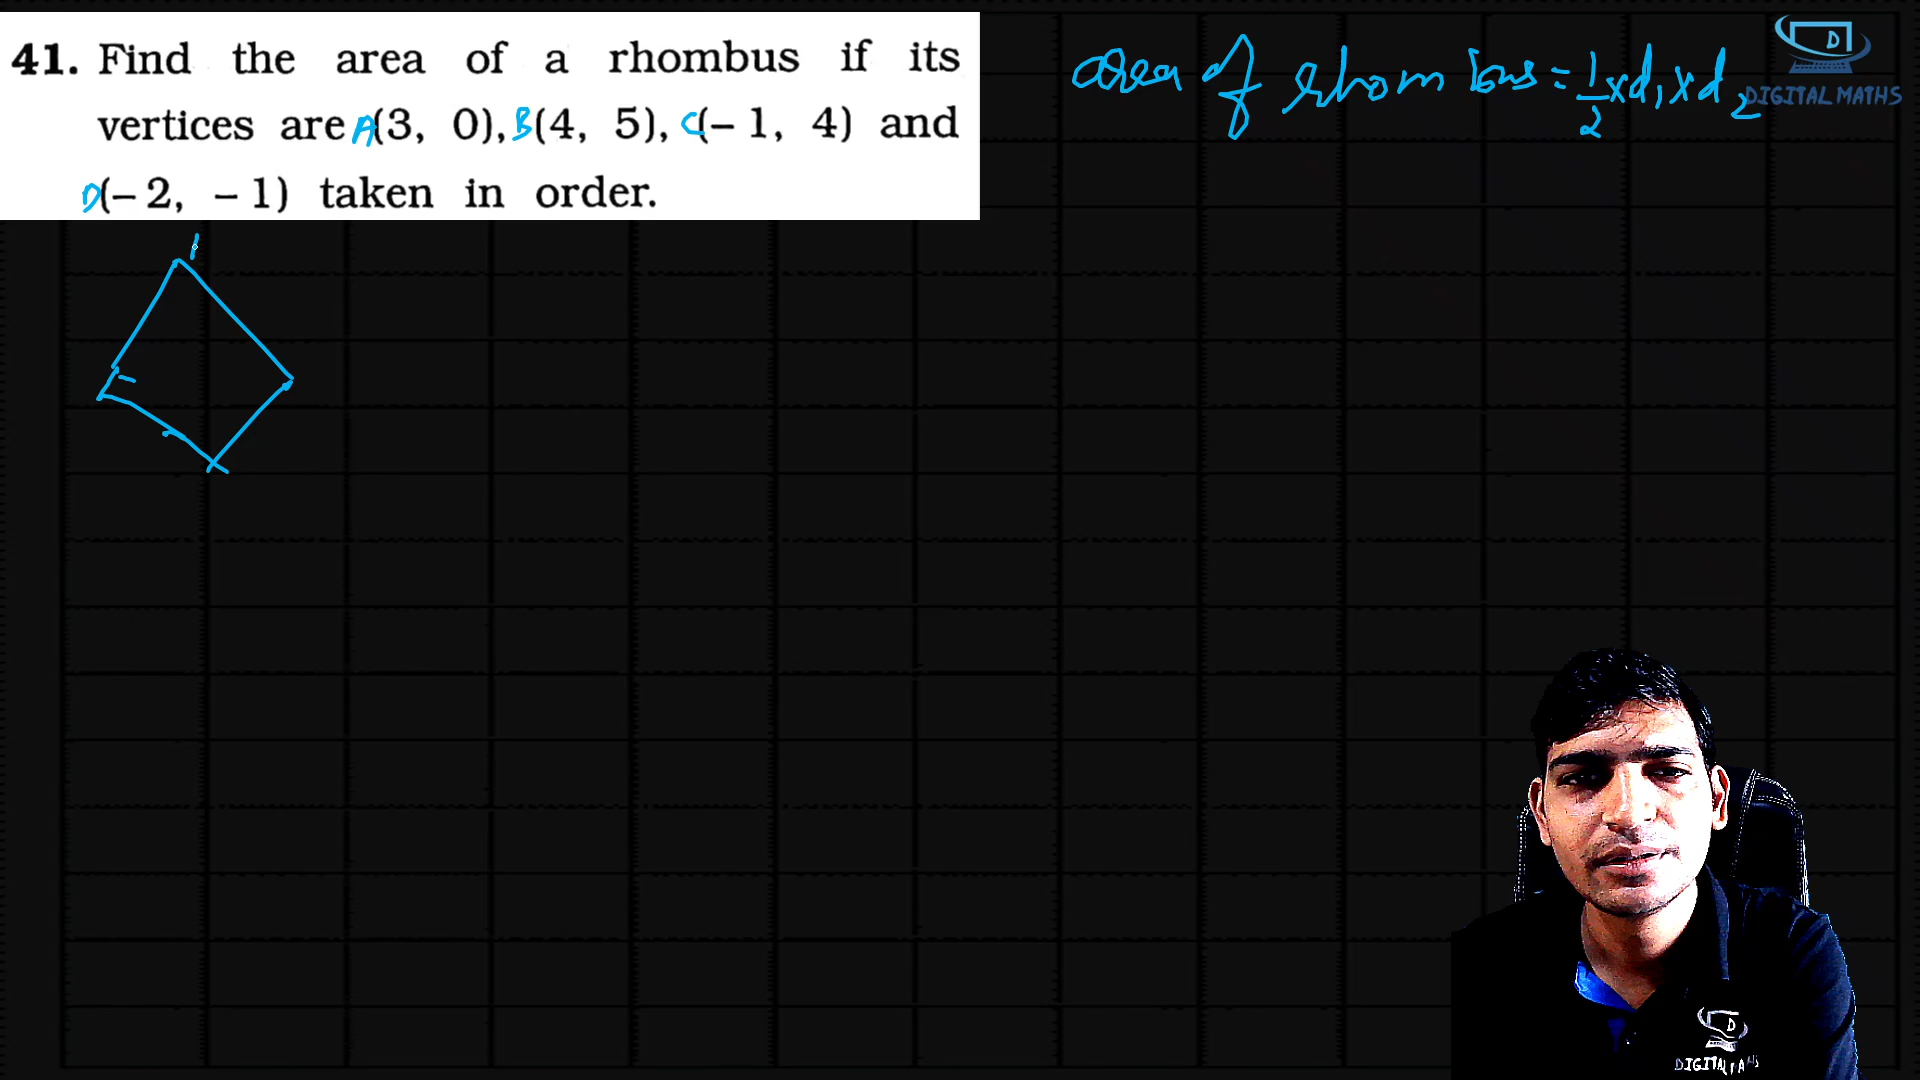 41. Find the area of a rhombus if its
vertices are A(3, 0), B(4, 5), C(– 1, 4) and
D(– 2, – 1) taken in order.
area of rhombus = 1/2 × d₁ × d₂
D
DIGITAL MATHS
D